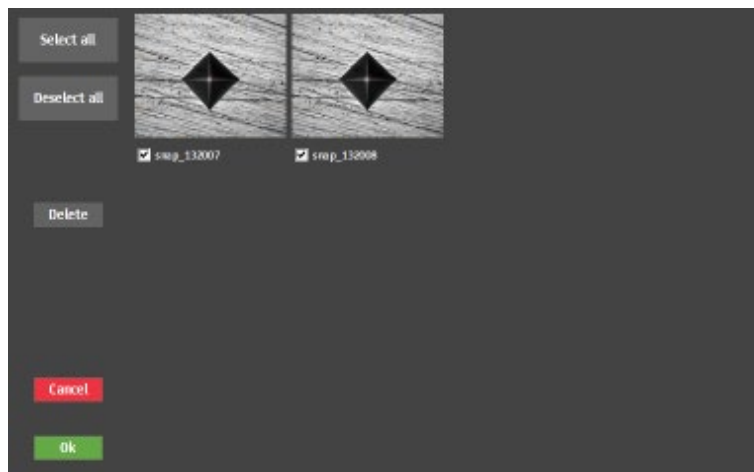 Select all
Deselect all
snap_132007
snap_132008
Delete
Cancel
Ok